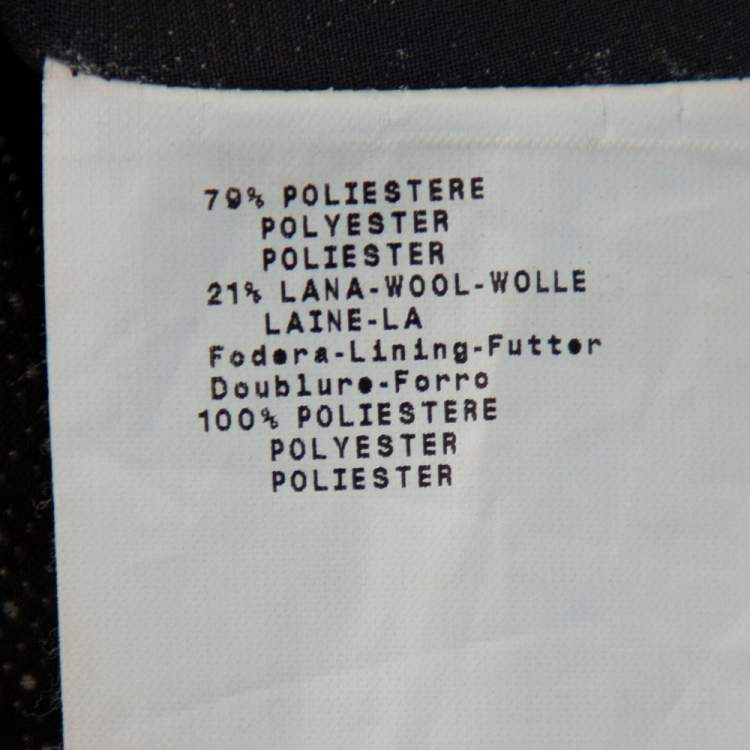 79% POLIESTERE
POLYESTER
POLIESTER
21% LANA-WOOL-WOLLE
LAINE-LA
Fodera-Lining-Futter
Doublure-Forro
100% POLIESTERE
POLYESTER
POLIESTER